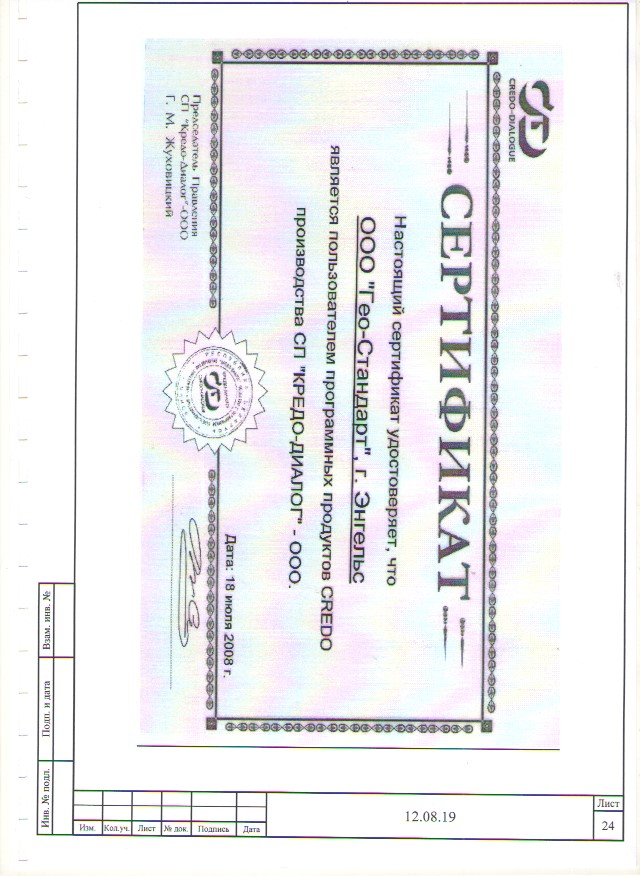 CREDO-DIALOGUE
СЕРТИФИКАТ
Настоящий сертификат удостоверяет, что
ООО "Гео-Стандарт", г. Энгельс
является пользователем программных продуктов CREDO
производства СП "КРЕДО-ДИАЛОГ" - ООО.
Дата: 18 июля 2008 г.
Председатель Правления
СП "Кредо-Диалог"-ООО
Г. М. Жуховицкий
Взам. инв. №
Подп. и дата
Инв. № подл.
Изм. Кол.уч. Лист № док. Подпись Дата
12.08.19
Лист
24